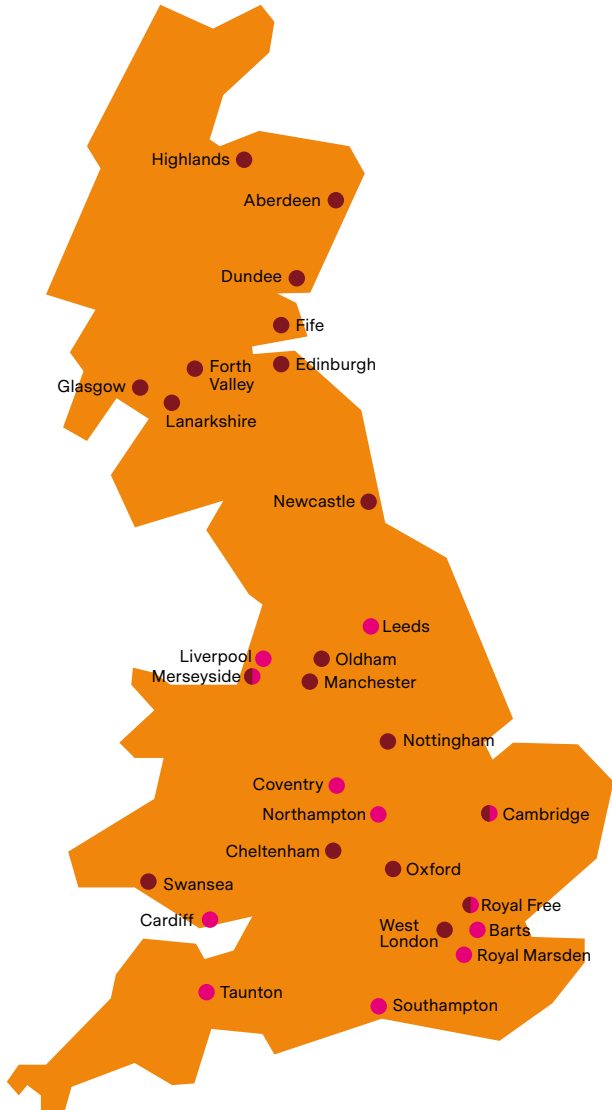 Highlands
Aberdeen
Dundee
Fife
Edinburgh
Forth
Valley
Glasgow
Lanarkshire
Newcastle
Leeds
Liverpool
Oldham
Merseyside
Manchester
Nottingham
Coventry
Northampton
Cambridge
Cheltenham
Oxford
Swansea
Royal Free
Cardiff
West
London
Barts
Royal Marsden
Taunton
Southampton